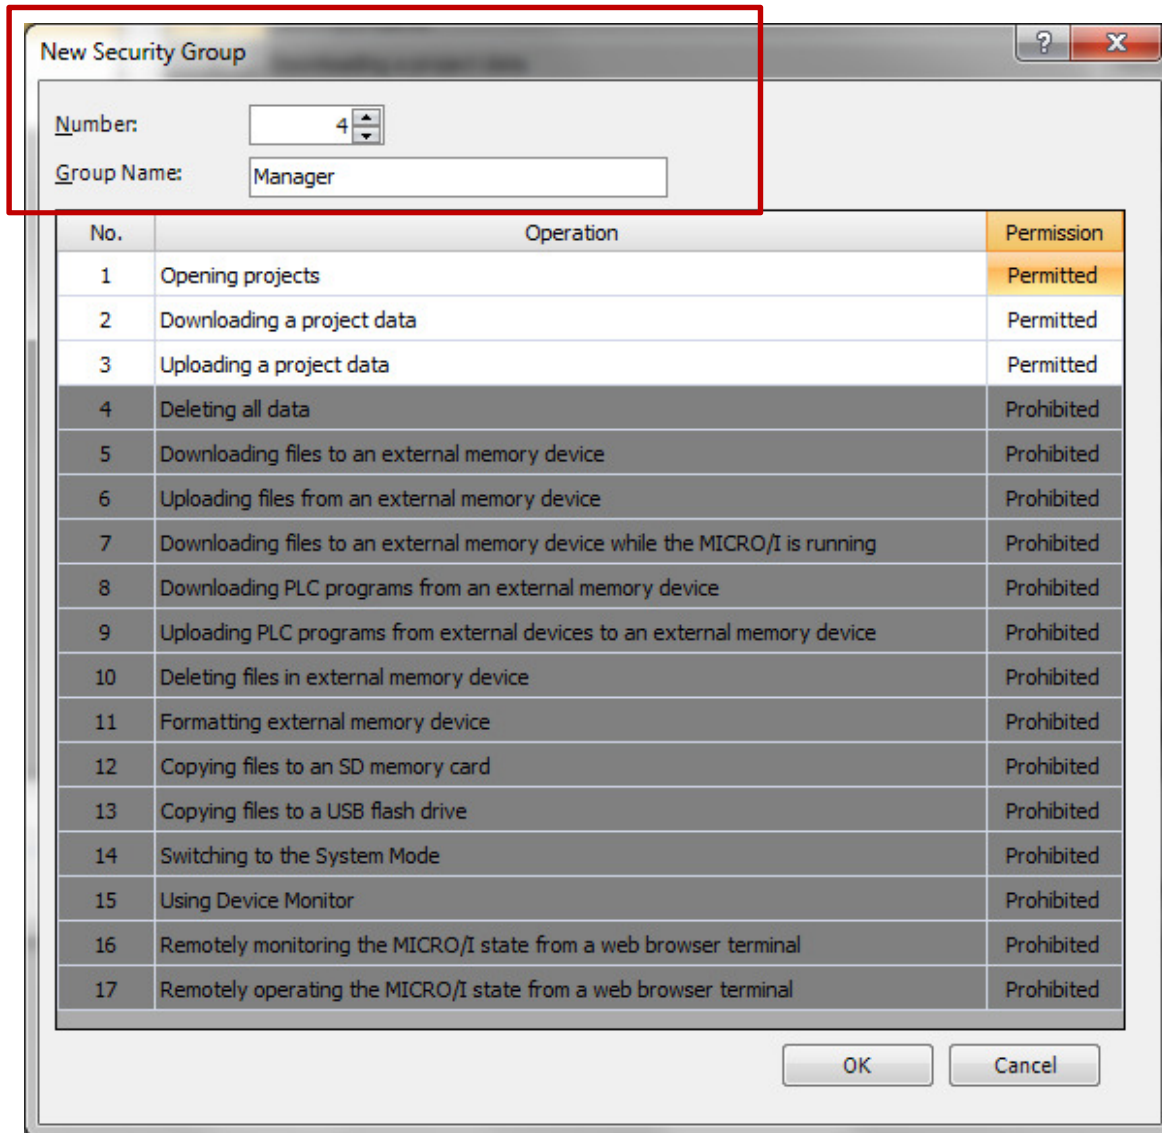 New Security Group
Number: 4
Group Name: Manager
No. Operation Permission
1 Opening projects Permitted
2 Downloading a project data Permitted
3 Uploading a project data Permitted
4 Deleting all data Prohibited
5 Downloading files to an external memory device Prohibited
6 Uploading files from an external memory device Prohibited
7 Downloading files to an external memory device while the MICRO/I is running Prohibited
8 Downloading PLC programs from an external memory device Prohibited
9 Uploading PLC programs from external devices to an external memory device Prohibited
10 Deleting files in external memory device Prohibited
11 Formatting external memory device Prohibited
12 Copying files to an SD memory card Prohibited
13 Copying files to a USB flash drive Prohibited
14 Switching to the System Mode Prohibited
15 Using Device Monitor Prohibited
16 Remotely monitoring the MICRO/I state from a web browser terminal Prohibited
17 Remotely operating the MICRO/I state from a web browser terminal Prohibited
OK Cancel